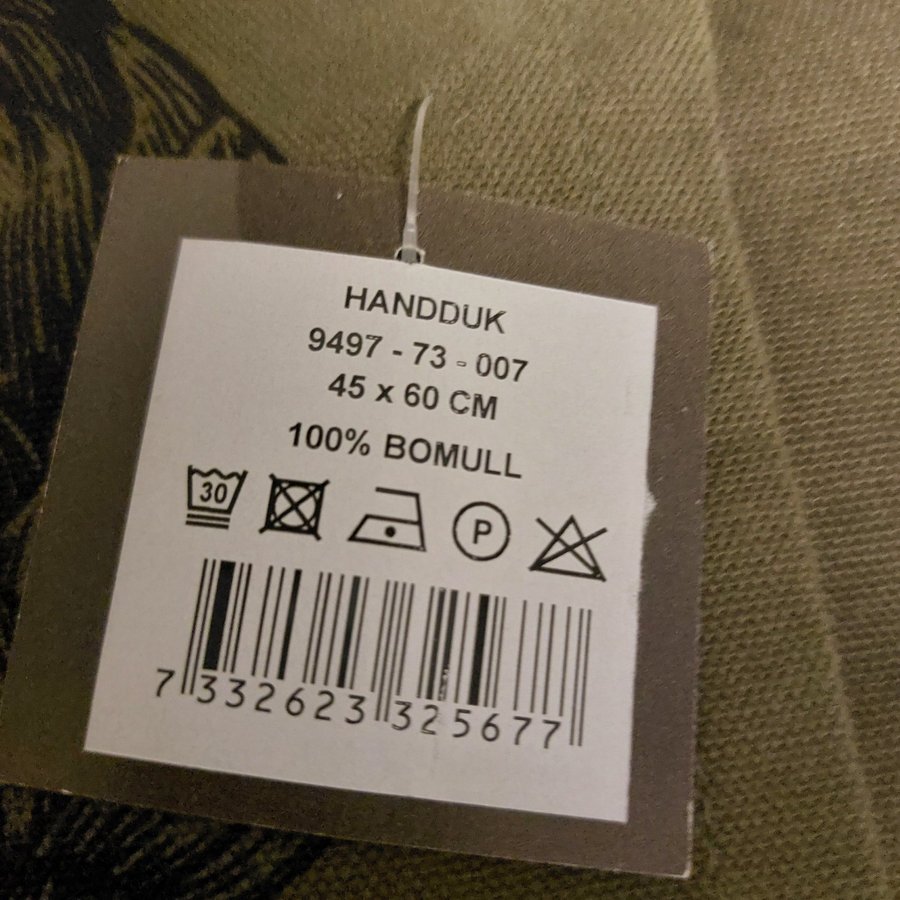 HANDDUK
9497 - 73 - 007
45 x 60 CM
100% BOMULL
30 P
7 332623 325677